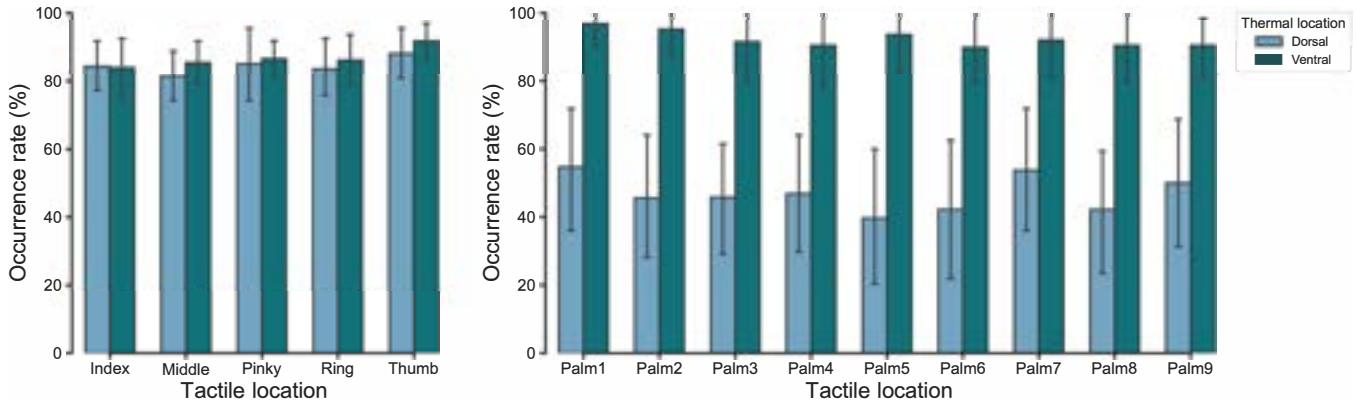 100
80
60
40
20
0
Occurrence rate (%)
Index Middle Pinky Ring Thumb
Tactile location
100
80
60
40
20
0
Occurrence rate (%)
Palm1 Palm2 Palm3 Palm4 Palm5 Palm6 Palm7 Palm8 Palm9
Tactile location
Thermal location
Dorsal
Ventral